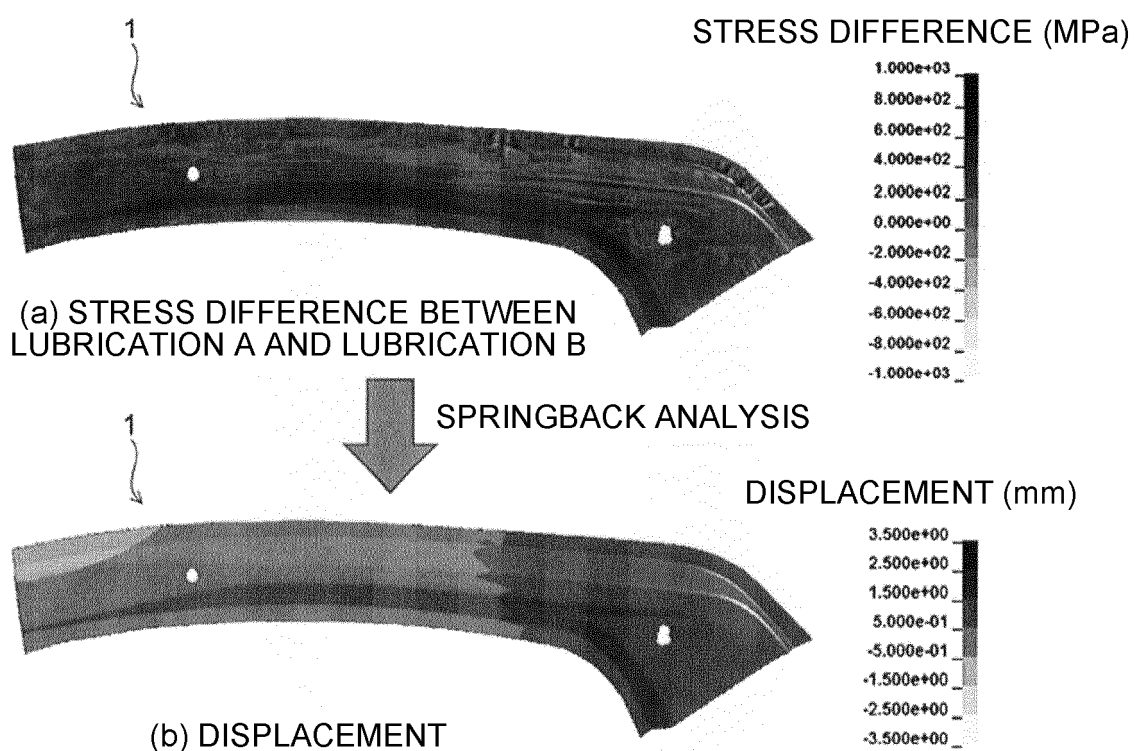 1
STRESS DIFFERENCE (MPa)
1.000e+03
8.000e+02
6.000e+02
4.000e+02
2.000e+02
0.000e+00
-2.000e+02
-4.000e+02
-6.000e+02
-8.000e+02
-1.000e+03
(a) STRESS DIFFERENCE BETWEEN
LUBRICATION A AND LUBRICATION B
SPRINGBACK ANALYSIS
1
DISPLACEMENT (mm)
3.500e+00
2.500e+00
1.500e+00
5.000e-01
-5.000e-01
-1.500e+00
-2.500e+00
-3.500e+00
(b) DISPLACEMENT